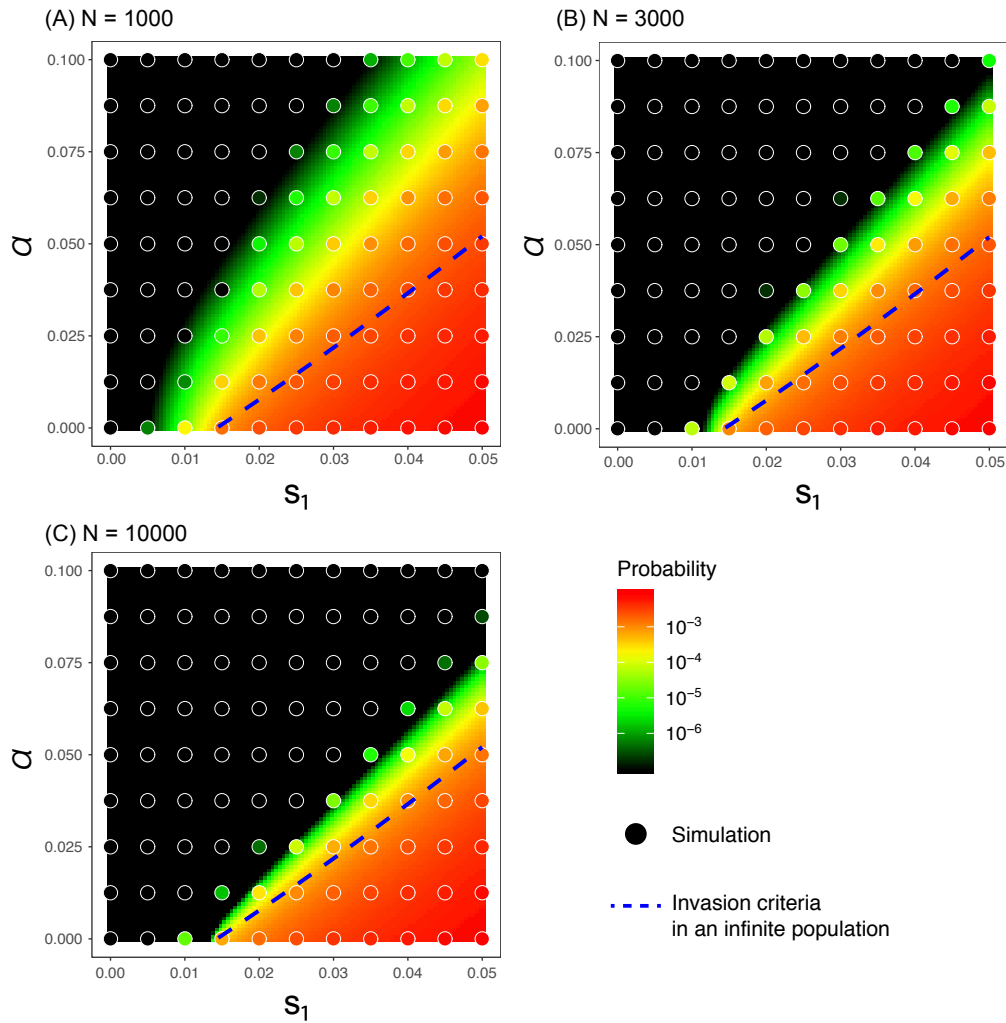 (A) N = 1000
0.100
0.075
0.050
0.025
0.000
α
0.00 0.01 0.02 0.03 0.04 0.05
s1
(B) N = 3000
0.100
0.075
0.050
0.025
0.000
α
0.00 0.01 0.02 0.03 0.04 0.05
s1
(C) N = 10000
0.100
0.075
0.050
0.025
0.000
α
0.00 0.01 0.02 0.03 0.04 0.05
s1
Probability
10−3
10−4
10−5
10−6
Simulation
Invasion criteria
in an infinite population